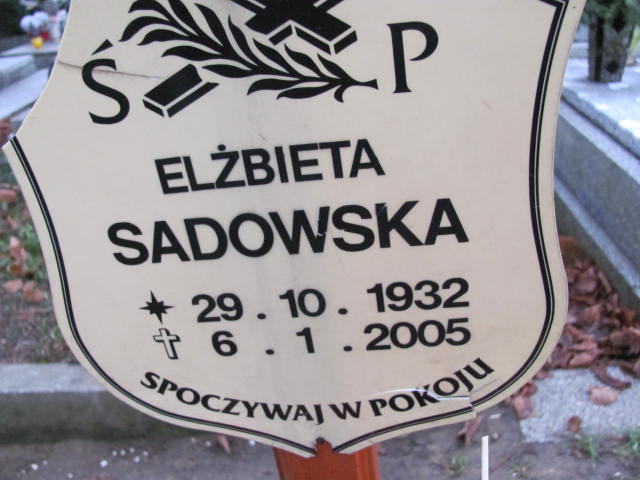 Ś P
ELŻBIETA
SADOWSKA
29.10.1932
6.1.2005
SPOCZYWAJ W POKOJU